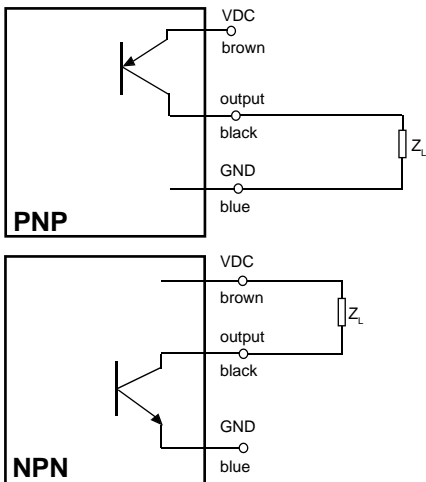 VDC
brown
output
black
Z_L
GND
blue
PNP
VDC
brown
Z_L
output
black
GND
blue
NPN